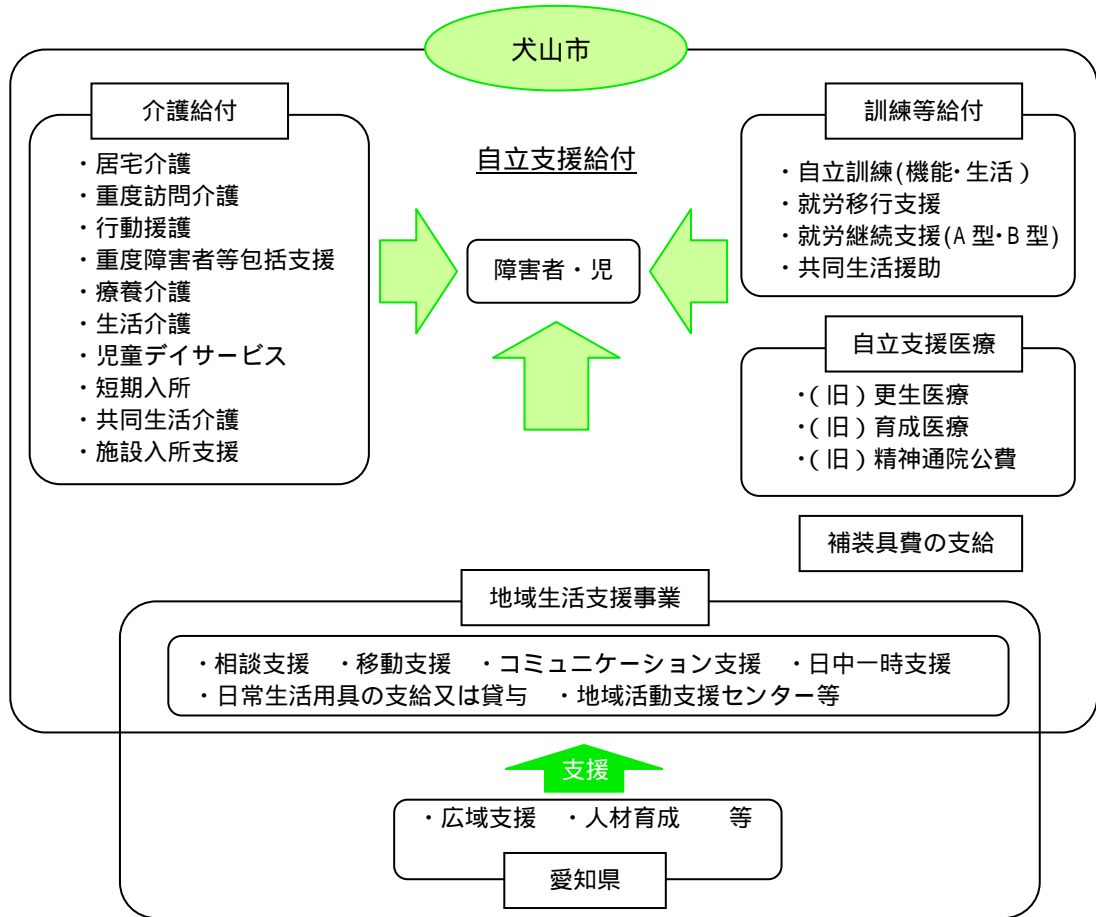 犬山市
介護給付
・居宅介護
・重度訪問介護
・行動援護
・重度障害者等包括支援
・療養介護
・生活介護
・児童デイサービス
・短期入所
・共同生活介護
・施設入所支援
自立支援給付
障害者・児
訓練等給付
・自立訓練(機能・生活)
・就労移行支援
・就労継続支援(A型・B型)
・共同生活援助
自立支援医療
・(旧)更生医療
・(旧)育成医療
・(旧)精神通院公費
補装具費の支給
地域生活支援事業
・相談支援　・移動支援　・コミュニケーション支援　・日中一時支援
・日常生活用具の支給又は貸与　・地域活動支援センター等
支援
・広域支援　・人材育成　　等
愛知県